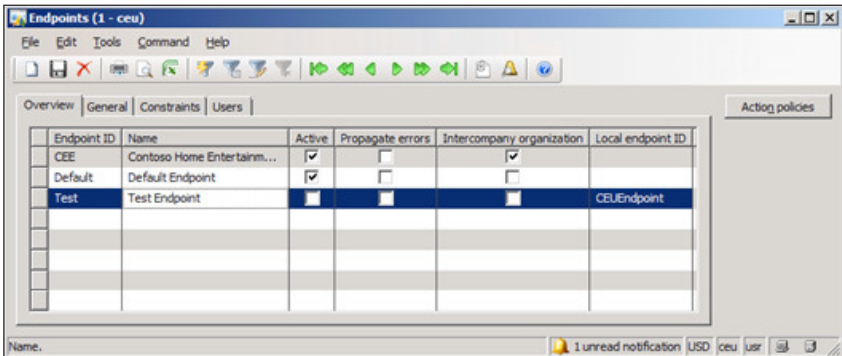 Endpoints (1 - ceu)
File Edit Tools Command Help
Overview General Constraints Users Action policies
Endpoint ID Name Active Propagate errors Intercompany organization Local endpoint ID
CEE Contoso Home Entertainm...
Default Default Endpoint
Test Test Endpoint CEUEndpoint
Name. 1 unread notification USD ceu usr